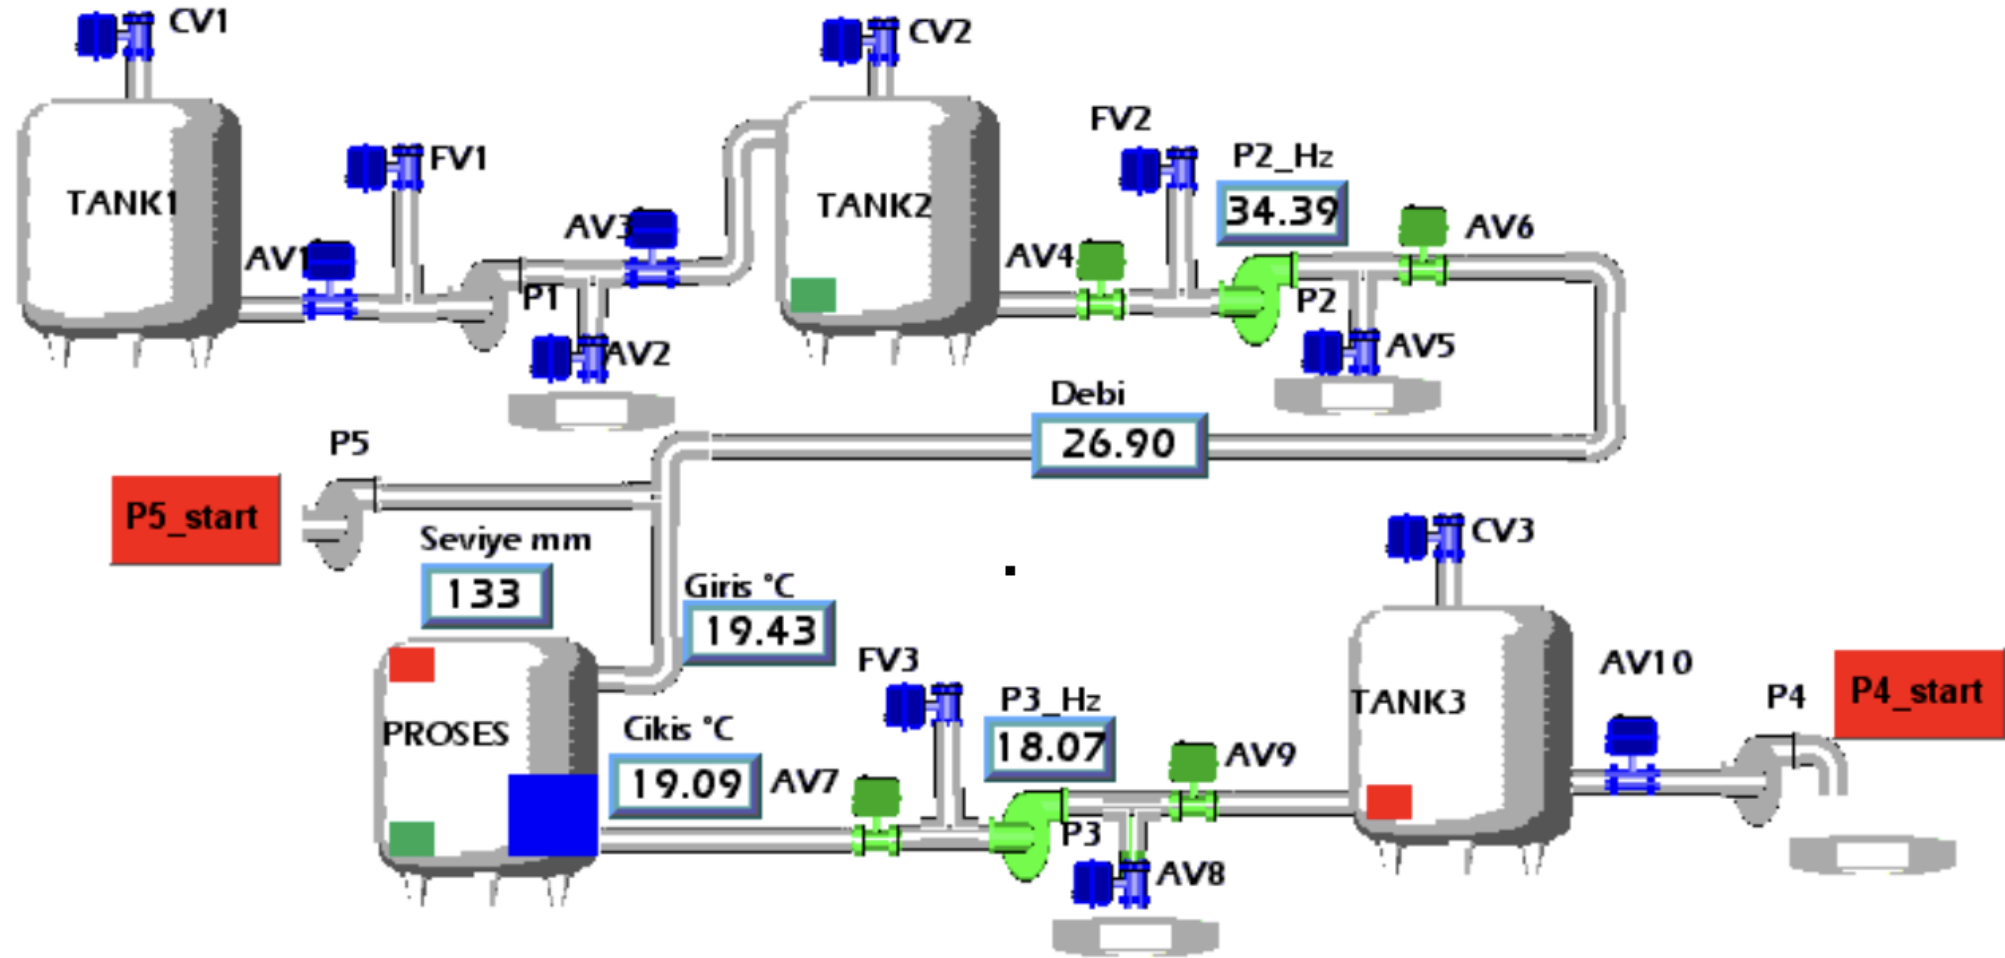 CV1
CV2
FV2
P2_Hz
FV1
34.39
TANK1
TANK2
AV3
AV6
AV1
AV4
P1
P2
AV2
AV5
Debi
26.90
P5
P5_start
Seviye mm
133
Giris °C
19.43
CV3
FV3
P3_Hz
18.07
AV10
P4
P4_start
TANK3
PROSES
Cikis °C
19.09
AV7
AV9
P3
AV8